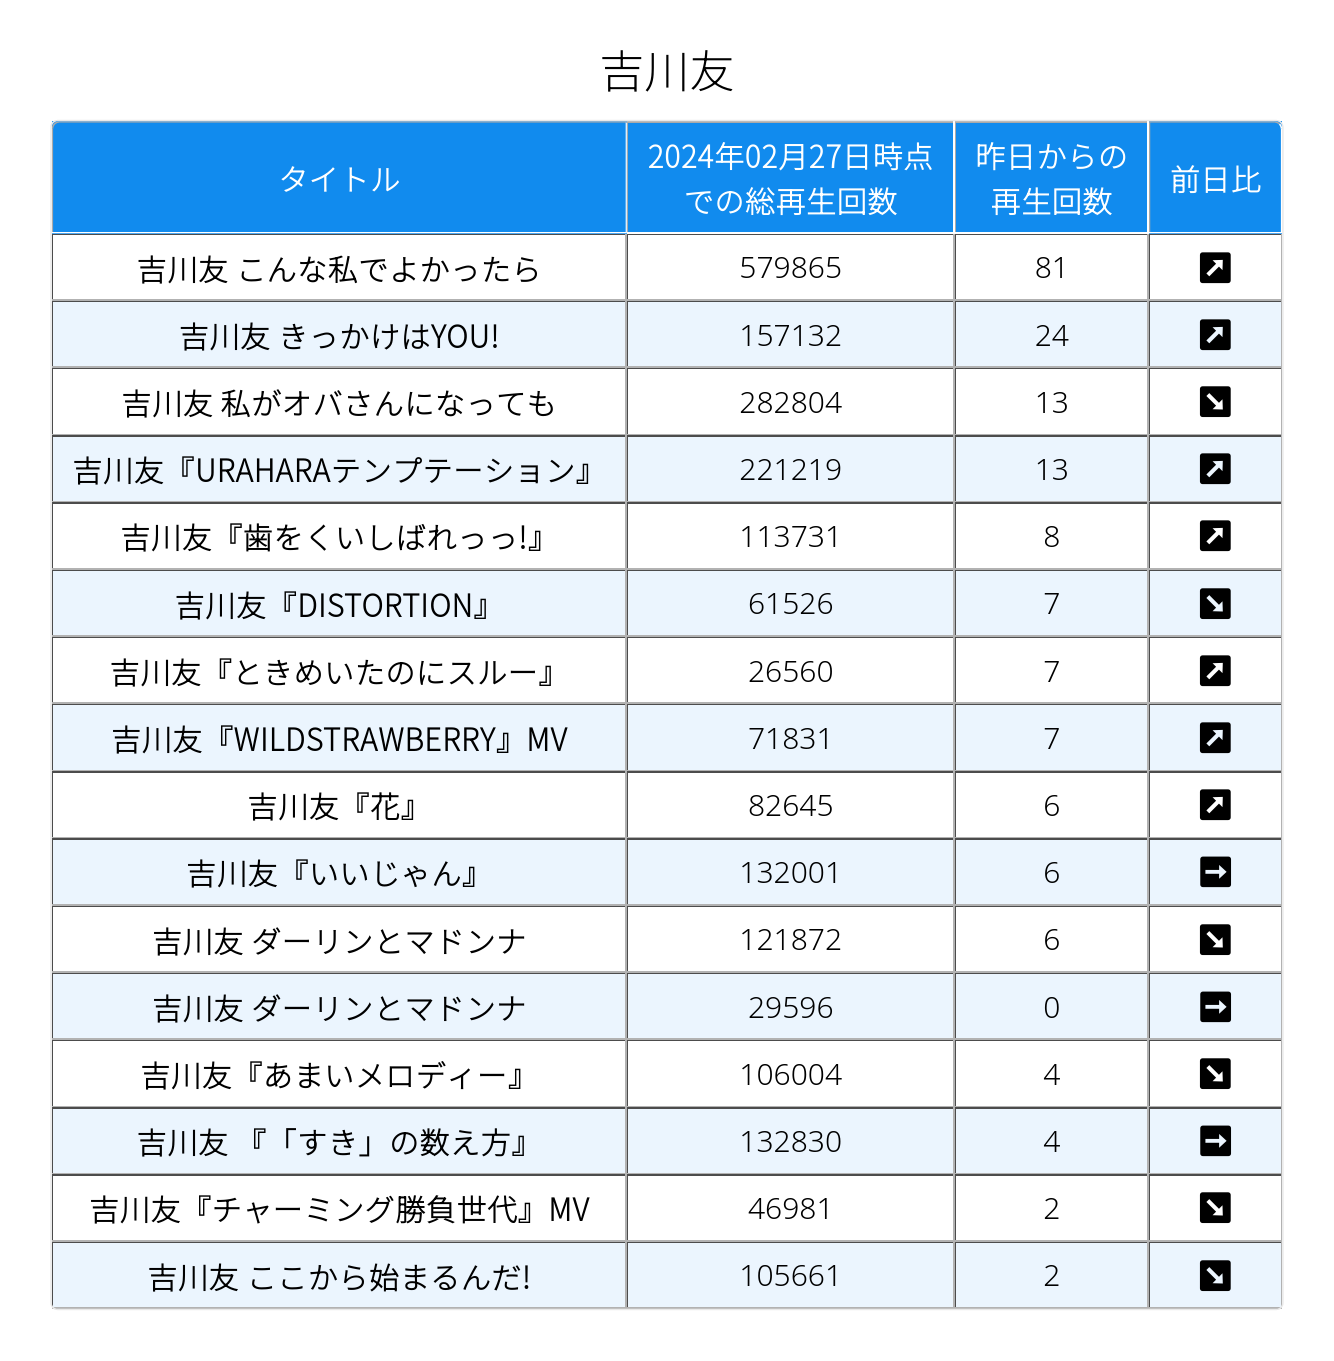 吉川友
タイトル
2024年02月27日時点
での総再生回数
昨日からの
再生回数
前日比
吉川友 こんな私でよかったら 579865 81 ↗
吉川友 きっかけはYOU! 157132 24 ↗
吉川友 私がオバさんになっても 282804 13 ↘
吉川友『URAHARAテンプテーション』 221219 13 ↗
吉川友『歯をくいしばれっっ!』 113731 8 ↗
吉川友『DISTORTION』 61526 7 ↘
吉川友『ときめいたのにスルー』 26560 7 ↗
吉川友『WILDSTRAWBERRY』MV 71831 7 ↗
吉川友『花』 82645 6 ↗
吉川友『いいじゃん』 132001 6 →
吉川友 ダーリンとマドンナ 121872 6 ↘
吉川友 ダーリンとマドンナ 29596 0 →
吉川友『あまいメロディー』 106004 4 ↘
吉川友 『「すき」の数え方』 132830 4 →
吉川友『チャーミング勝負世代』MV 46981 2 ↘
吉川友 ここから始まるんだ! 105661 2 ↘